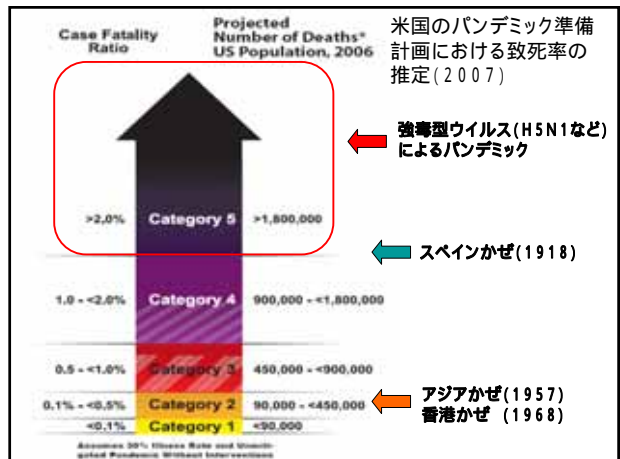 Case Fatality
Ratio
Projected
Number of Deaths*
US Population, 2006
米国のパンデミック準備
計画における致死率の
推定(2007)
強毒型ウイルス(H5N1など)
によるパンデミック
>2.0% Category 5 >1,800,000
スペインかぜ(1918)
1.0 - <2.0% Category 4 900,000 - <1,800,000
0.5 - <1.0% Category 3 450,000 - <900,000
0.1% - <0.5% Category 2 90,000 - <450,000
アジアかぜ(1957)
香港かぜ (1968)
<0.1% Category 1 <90,000
Assumes 30% Illness Rate and Unmiti-
gated Pandemic Without Interventions